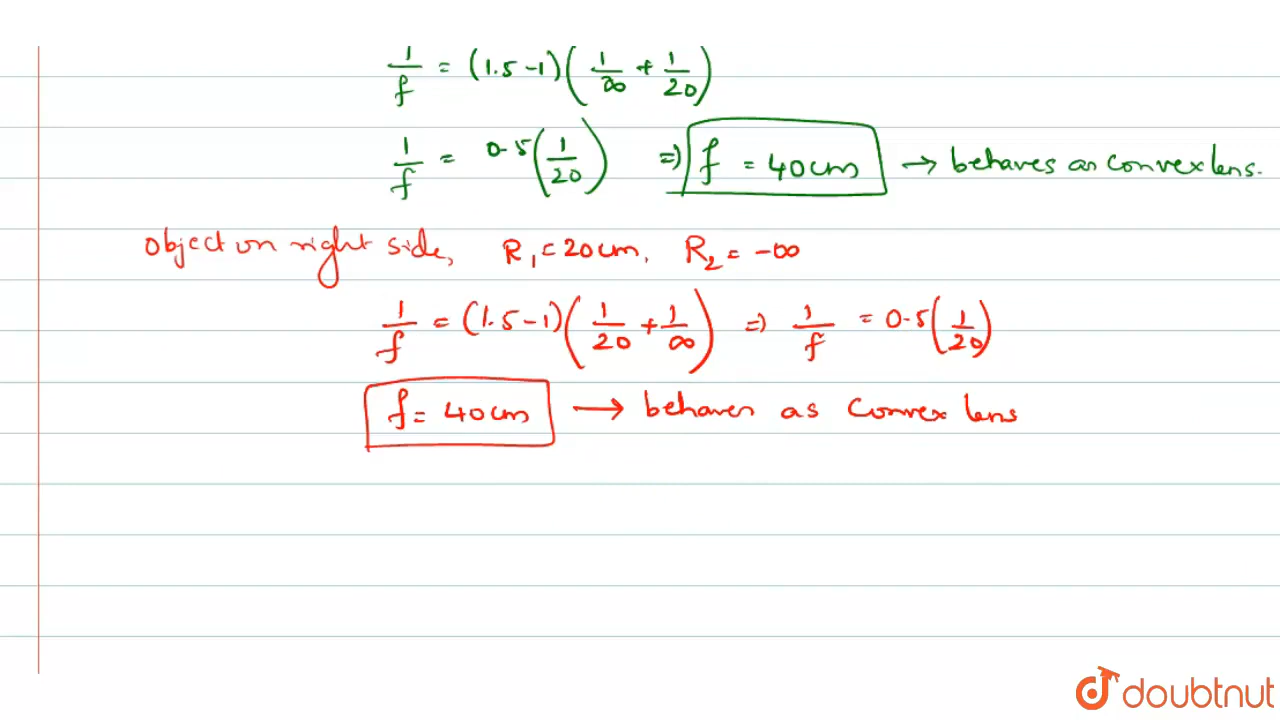 1/f = (1.5-1)(1/∞ + 1/20)
1/f = 0.5(1/20) ⇒ f = 40cm → behaves as convex lens.
Object on right side, R₁ = 20cm, R₂ = -∞
1/f = (1.5-1)(1/20 + 1/∞) ⇒ 1/f = 0.5(1/20)
f = 40cm → behaves as convex lens
doubtnut